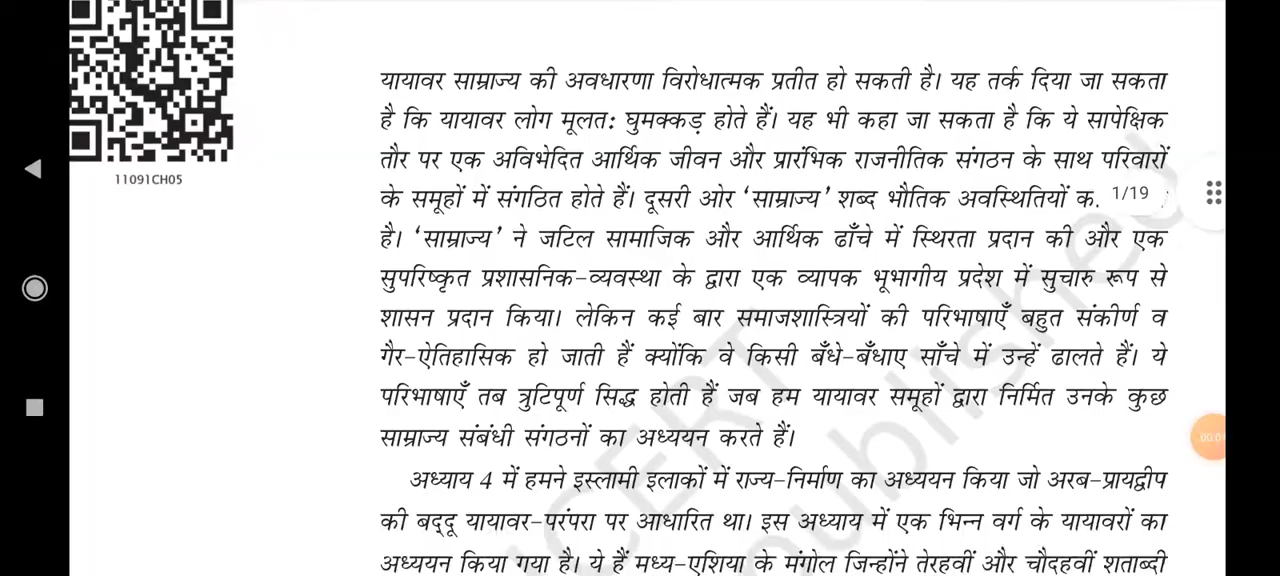 11091CH05
यायावर साम्राज्य की अवधारणा विरोधात्मक प्रतीत हो सकती है। यह तर्क दिया जा सकता
है कि यायावर लोग मूलत: घुमक्कड़ होते हैं। यह भी कहा जा सकता है कि ये सापेक्षिक
तौर पर एक अविभेदित आर्थिक जीवन और प्रारंभिक राजनीतिक संगठन के साथ परिवारों
के समूहों में संगठित होते हैं। दूसरी ओर ‘साम्राज्य’ शब्द भौतिक अवस्थितियों
1/19
है। ‘साम्राज्य’ ने जटिल सामाजिक और आर्थिक ढाँचे में स्थिरता प्रदान की और एक
सुपरिष्कृत प्रशासनिक-व्यवस्था के द्वारा एक व्यापक भूभागीय प्रदेश में सुचारु रूप से
शासन प्रदान किया। लेकिन कई बार समाजशास्त्रियों की परिभाषाएँ बहुत संकीर्ण व
गैर-ऐतिहासिक हो जाती हैं क्योंकि वे किसी बँधे-बँधाए साँचे में उन्हें ढालते हैं। ये
परिभाषाएँ तब त्रुटिपूर्ण सिद्ध होती हैं जब हम यायावर समूहों द्वारा निर्मित उनके कुछ
साम्राज्य संबंधी संगठनों का अध्ययन करते हैं।
अध्याय 4 में हमने इस्लामी इलाकों में राज्य-निर्माण का अध्ययन किया जो अरब-प्रायद्वीप
की बद्दू यायावर-परंपरा पर आधारित था। इस अध्याय में एक भिन्न वर्ग के यायावरों का
अध्ययन किया गया है। ये हैं मध्य-एशिया के मंगोल जिन्होंने तेरहवीं और चौदहवीं शताब्दी